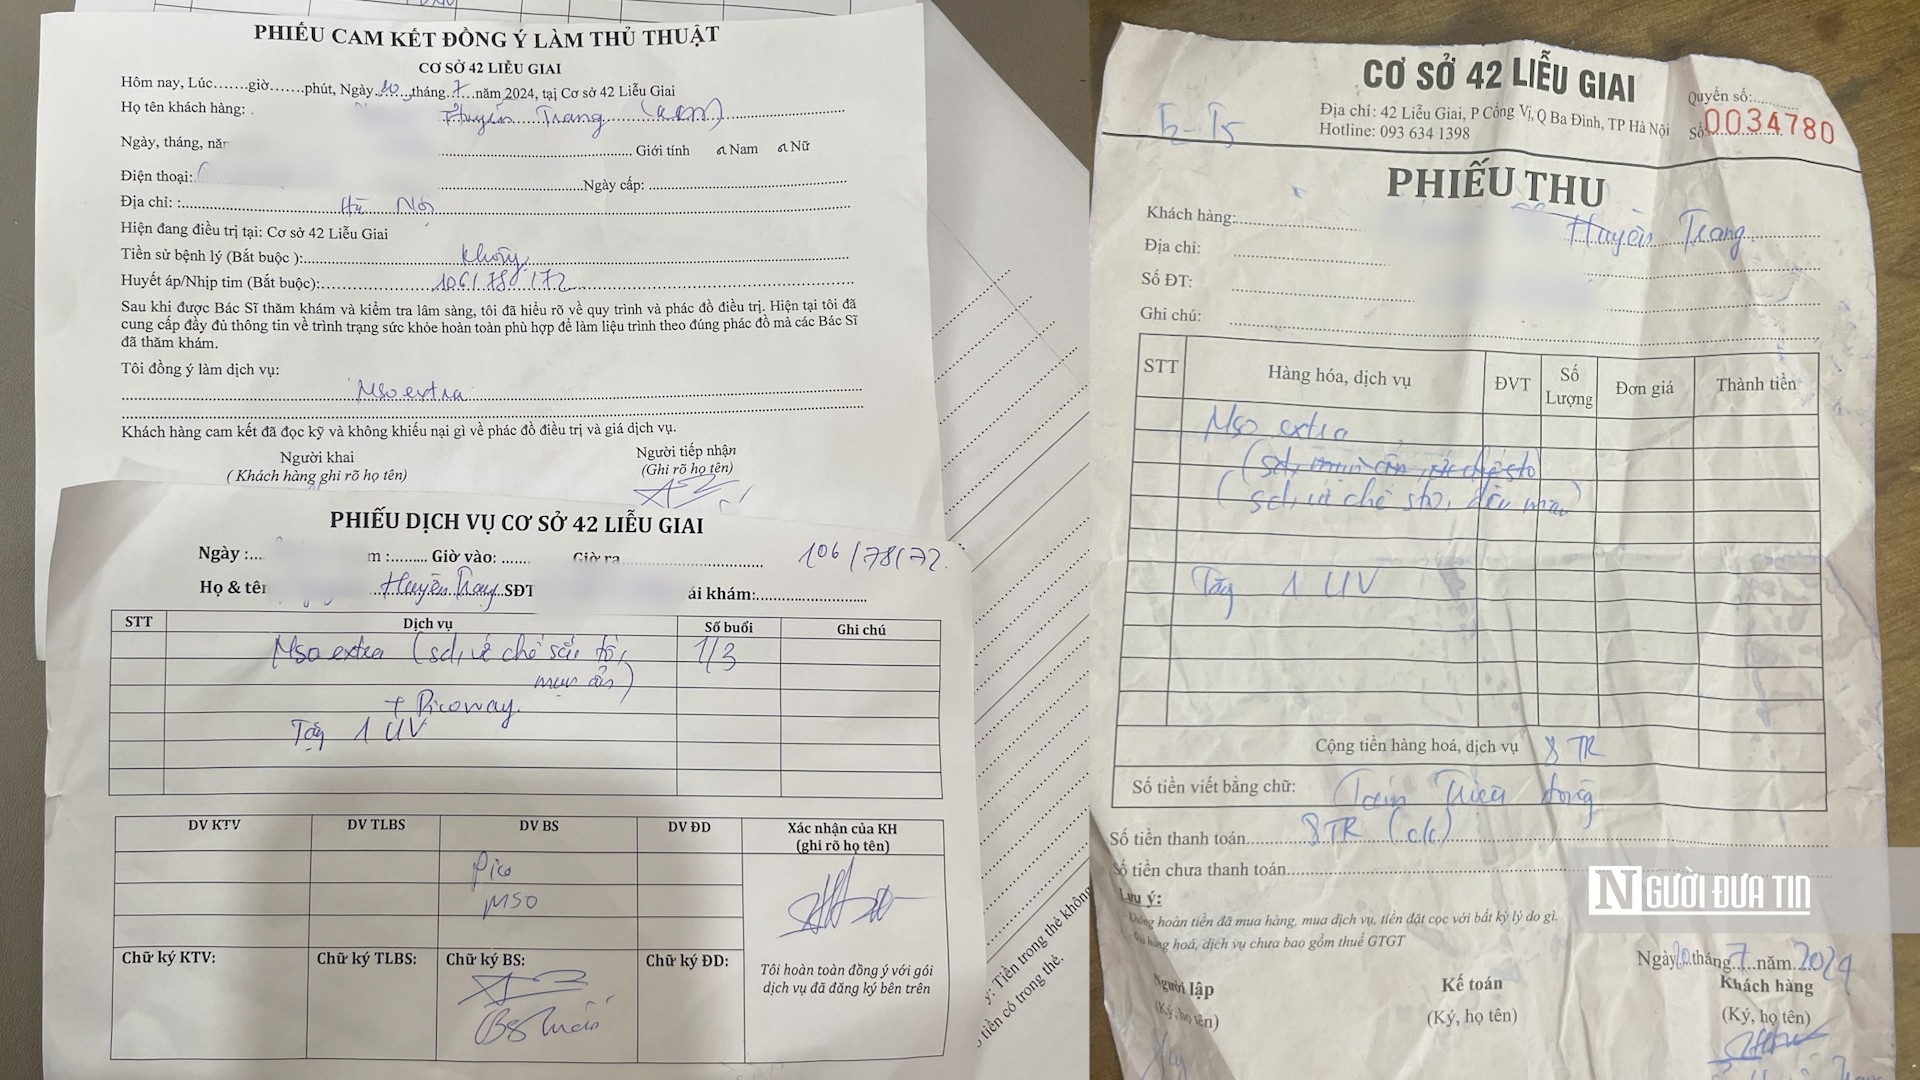 PHIẾU CAM KẾT ĐỒNG Ý LÀM THỦ THUẬT
CƠ SỞ 42 LIỄU GIAI
Hôm nay, Lúc.......giờ.......phút, Ngày 20 tháng 7 năm 2024, tại Cơ sở 42 Liễu Giai
Họ tên khách hàng: Huyền Trang
Ngày, tháng, năm Giới tính Nam Nữ
Điện thoại: Ngày cấp:
Địa chỉ: : Hà Nội
Hiện đang điều trị tại: Cơ sở 42 Liễu Giai
Tiền sử bệnh lý (Bắt buộc ): Không
Huyết áp/Nhịp tim (Bắt buộc): 106/78/72
Sau khi được Bác Sĩ thăm khám và kiểm tra lâm sàng, tôi đã hiểu rõ về quy trình và phác đồ điều trị. Hiện tại tôi đã
cung cấp đầy đủ thông tin về trình trạng sức khỏe hoàn toàn phù hợp để làm liệu trình theo đúng phác đồ mà các Bác Sĩ
đã thăm khám.
Tôi đồng ý làm dịch vụ:
Mso extra
Khách hàng cam kết đã đọc kỹ và không khiếu nại gì về phác đồ điều trị và giá dịch vụ.
Người khai Người tiếp nhận
( Khách hàng ghi rõ họ tên) (Ghi rõ họ tên)
PHIẾU DỊCH VỤ CƠ SỞ 42 LIỄU GIAI
Ngày :.... m :........ Giờ vào: ...... Giờ ra 106/78/72
Họ & tên Huyền Trang SĐT ái khám:
STT Dịch vụ Số buổi Ghi chú
Mso extra (sd, ức chế sắc tố, 1/3
mụn ẩn)
+ Picoway
Tặng 1 UV
DV KTV DV TLBS DV BS DV ĐD Xác nhận của KH
(ghi rõ họ tên)
Pico
MSO
Chữ ký KTV: Chữ ký TLBS: Chữ ký BS: Chữ ký ĐD:
Tôi hoàn toàn đồng ý với gói
dịch vụ đã đăng ký bên trên
y: Tiền trong thẻ không
tiền có trong thẻ.
CƠ SỞ 42 LIỄU GIAI
Địa chỉ: 42 Liễu Giai, P Cống Vị, Q Ba Đình, TP Hà Nội
Hotline: 093 634 1398
Quyển số:
Số 0034780
PHIẾU THU
Khách hàng: Huyền Trang
Địa chỉ:
Số ĐT:
Ghi chú:
STT Hàng hóa, dịch vụ ĐVT Số Lượng Đơn giá Thành tiền
Mso extra
Tặng 1 UV
Cộng tiền hàng hoá, dịch vụ 8 TR
Số tiền viết bằng chữ: Tám Triệu đồng
Số tiền thanh toán 8TR (c/k)
Số tiền chưa thanh toán
Lưu ý:
- Không hoàn tiền đã mua hàng, mua dịch vụ, tiền đặt cọc với bất kỳ lý do gì.
- Giá hàng hoá, dịch vụ chưa bao gồm thuế GTGT
NGƯỜI ĐƯA TIN
Ngày 20 tháng 7 năm 2024
Người lập Kế toán Khách hàng
(Ký, họ tên) (Ký, họ tên) (Ký, họ tên)